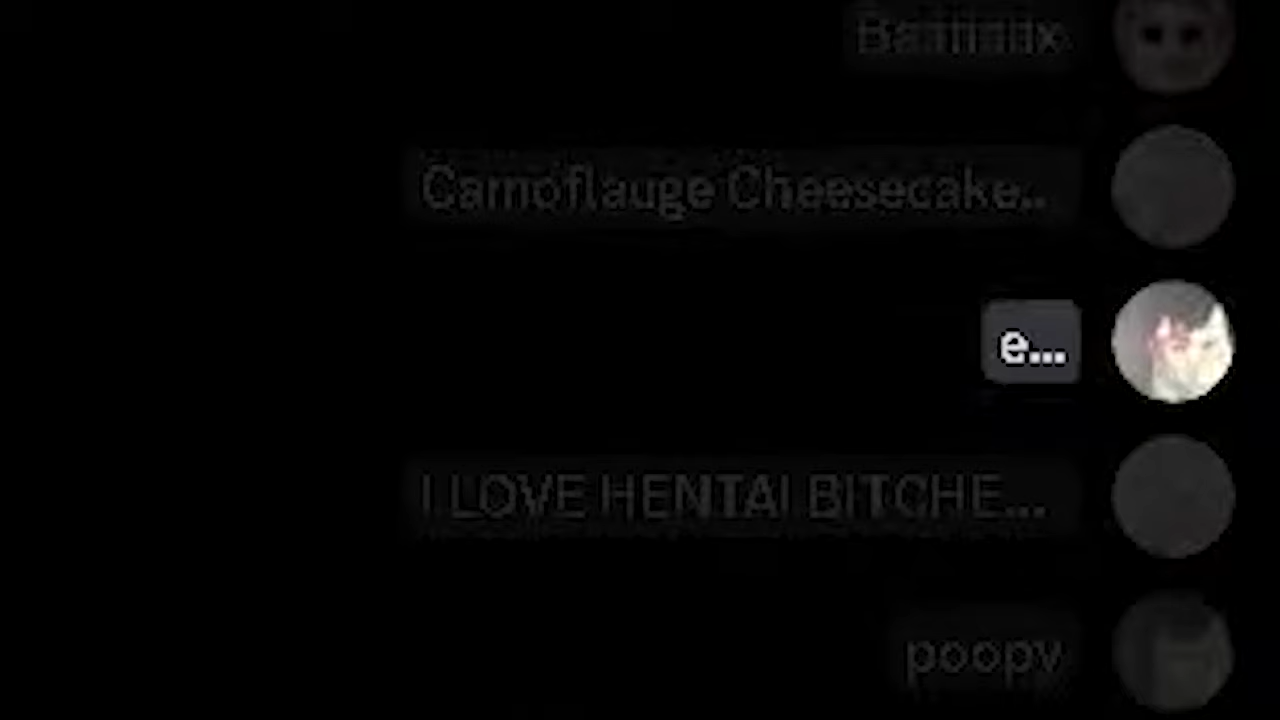 Camoflauge Cheesecake..
e...
I LOVE HENTAI BITCHE...
poopy